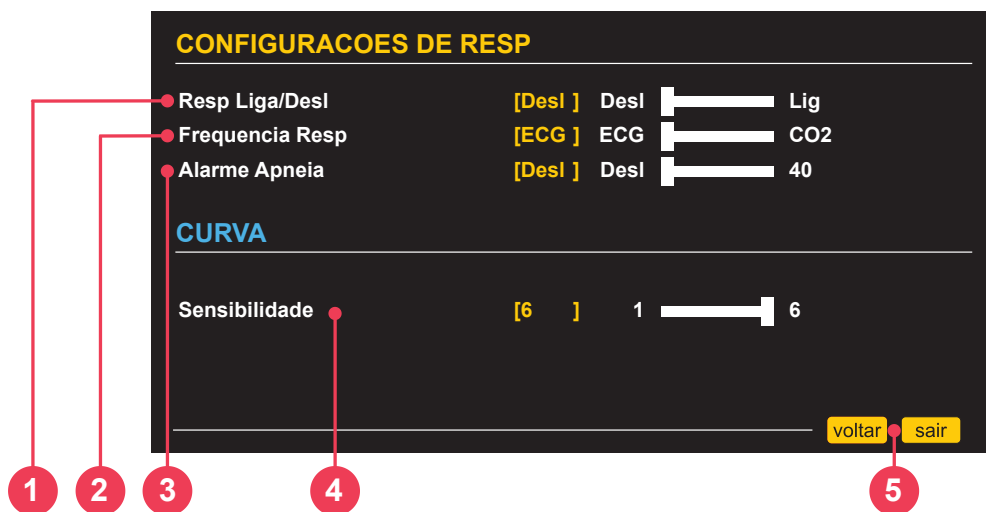 CONFIGURACOES DE RESP
Resp Liga/Desl [Desl ] Desl Lig
Frequencia Resp [ECG ] ECG CO2
Alarme Apneia [Desl ] Desl 40
CURVA
Sensibilidade [6 ] 1 6
voltar sair
1 2 3 4 5